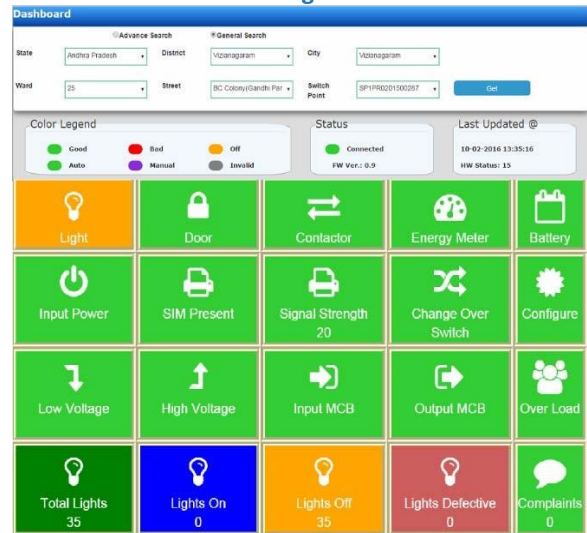 Dashboard
Advance Search General Search
State Andhra Pradesh District Vizianagaram City Vizianagaram
Ward 25 Street BC Colony(Gandhi Par Switch Point SP1PR0201500267 Get
Color Legend Status Last Updated @
Good Bad Off Connected 10-02-2016 13:35:16
Auto Manual Invalid FW Ver.: 0.9 HW Status: 15
Light Door Contactor Energy Meter Battery
Input Power SIM Present Signal Strength 20 Change Over Switch Configure
Low Voltage High Voltage Input MCB Output MCB Over Load
Total Lights 35 Lights On 0 Lights Off 35 Lights Defective 0 Complaints 0